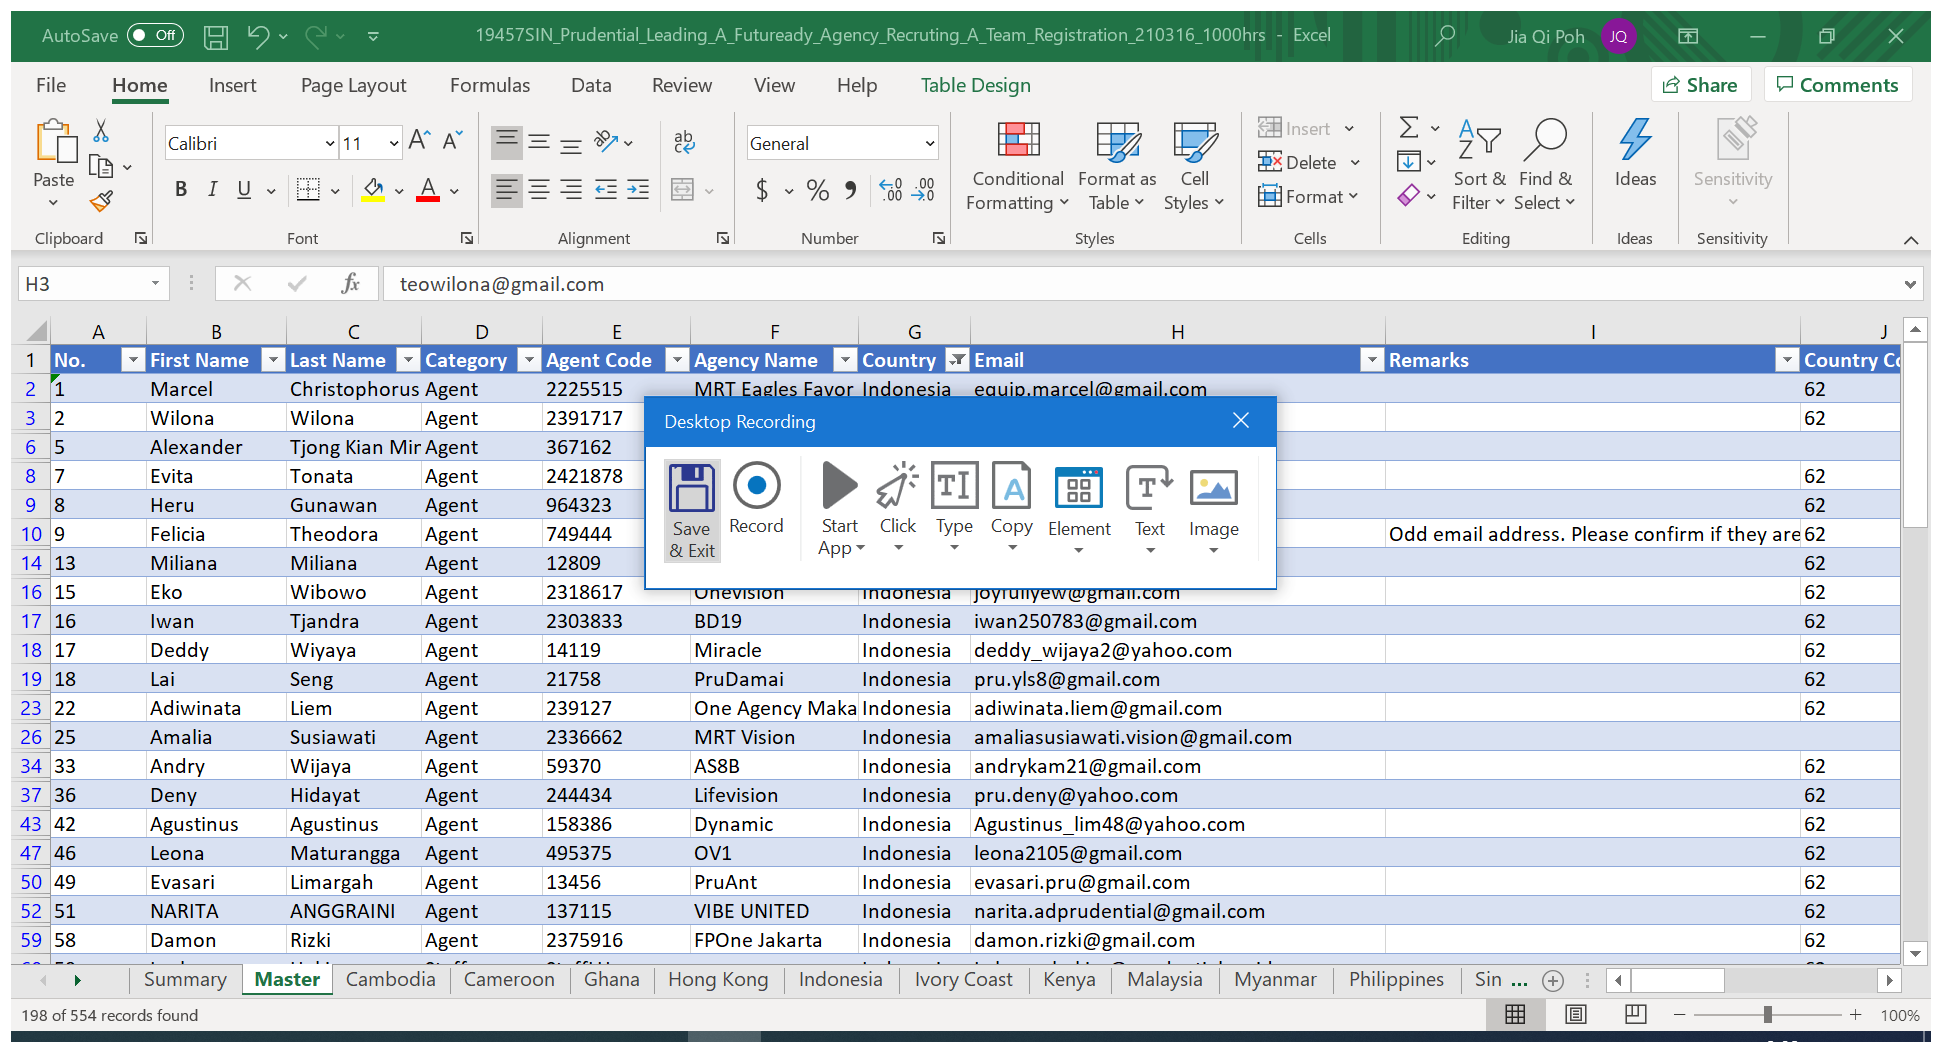 AutoSave Off 19457SIN_Prudential_Leading_A_Futuready_Agency_Recruting_A_Team_Registration_210316_1000hrs - Excel Jia Qi Poh JQ
File Home Insert Page Layout Formulas Data Review View Help Table Design Share Comments
Calibri 11 General
Paste
B I U
Conditional Formatting
Format as Table
Cell Styles
Insert
Delete
Format
Sort & Filter
Find & Select
Ideas
Sensitivity
Clipboard Font Alignment Number Styles Cells Editing Ideas Sensitivity
H3 fx teowilona@gmail.com
A B C D E F G H I J
1 No. First Name Last Name Category Agent Code Agency Name Country Email Remarks Country Co
2 1 Marcel Christophorus Agent 2225515 MRT Eagles Favor Indonesia equip.marcel@gmail.com 62
3 2 Wilona Wilona Agent 2391717 62
6 5 Alexander Tjong Kian Mir Agent 367162
8 7 Evita Tonata Agent 2421878 62
9 8 Heru Gunawan Agent 964323 62
10 9 Felicia Theodora Agent 749444 Odd email address. Please confirm if they are 62
14 13 Miliana Miliana Agent 12809 62
16 15 Eko Wibowo Agent 2318617 Onevision Indonesia joyfullyew@gmail.com 62
17 16 Iwan Tjandra Agent 2303833 BD19 Indonesia iwan250783@gmail.com 62
18 17 Deddy Wiyaya Agent 14119 Miracle Indonesia deddy_wijaya2@yahoo.com 62
19 18 Lai Seng Agent 21758 PruDamai Indonesia pru.yls8@gmail.com 62
23 22 Adiwinata Liem Agent 239127 One Agency Maka Indonesia adiwinata.liem@gmail.com 62
26 25 Amalia Susiawati Agent 2336662 MRT Vision Indonesia amaliasusiawati.vision@gmail.com
34 33 Andry Wijaya Agent 59370 AS8B Indonesia andrykam21@gmail.com 62
37 36 Deny Hidayat Agent 244434 Lifevision Indonesia pru.deny@yahoo.com 62
43 42 Agustinus Agustinus Agent 158386 Dynamic Indonesia Agustinus_lim48@yahoo.com 62
47 46 Leona Maturangga Agent 495375 OV1 Indonesia leona2105@gmail.com 62
50 49 Evasari Limargah Agent 13456 PruAnt Indonesia evasari.pru@gmail.com 62
52 51 NARITA ANGGRAINI Agent 137115 VIBE UNITED Indonesia narita.adprudential@gmail.com 62
59 58 Damon Rizki Agent 2375916 FPOne Jakarta Indonesia damon.rizki@gmail.com 62
Desktop Recording
Save & Exit
Record
Start App
Click
Type
Copy
Element
Text
Image
Summary Master Cambodia Cameroon Ghana Hong Kong Indonesia Ivory Coast Kenya Malaysia Myanmar Philippines Sin ...
198 of 554 records found 100%